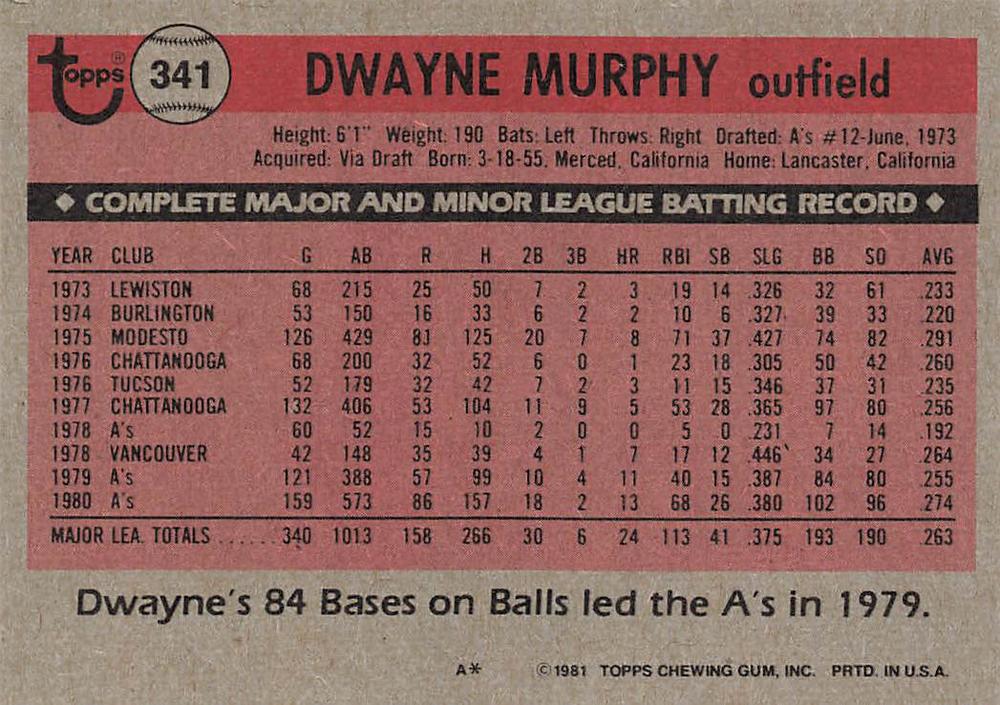 Topps® 341 DWAYNE MURPHY outfield
Height: 6'1" Weight: 190 Bats: Left Throws: Right Drafted: A's #12-June, 1973
Acquired: Via Draft Born: 3-18-55, Merced, California Home: Lancaster, California
◆ COMPLETE MAJOR AND MINOR LEAGUE BATTING RECORD ◆
YEAR CLUB G AB R H 2B 3B HR RBI SB SLG BB SO AVG
1973 LEWISTON 68 215 25 50 7 2 3 19 14 .326 32 61 .233
1974 BURLINGTON 53 150 16 33 6 2 2 10 6 .327 39 33 .220
1975 MODESTO 126 429 81 125 20 7 8 71 37 .427 74 82 .291
1976 CHATTANOOGA 68 200 32 52 6 0 1 23 18 .305 50 42 .260
1976 TUCSON 52 179 32 42 7 2 3 11 15 .346 37 31 .235
1977 CHATTANOOGA 132 406 53 104 11 9 5 53 28 .365 97 80 .256
1978 A's 60 52 15 10 2 0 0 5 0 .231 7 14 .192
1978 VANCOUVER 42 148 35 39 4 1 7 17 12 .446 34 27 .264
1979 A's 121 388 57 99 10 4 11 40 15 .387 84 80 .255
1980 A's 159 573 86 157 18 2 13 68 26 .380 102 96 .274
MAJOR LEA. TOTALS ...... 340 1013 158 266 30 6 24 113 41 .375 193 190 .263
Dwayne's 84 Bases on Balls led the A's in 1979.
A* ©1981 TOPPS CHEWING GUM, INC. PRTD. IN U.S.A.